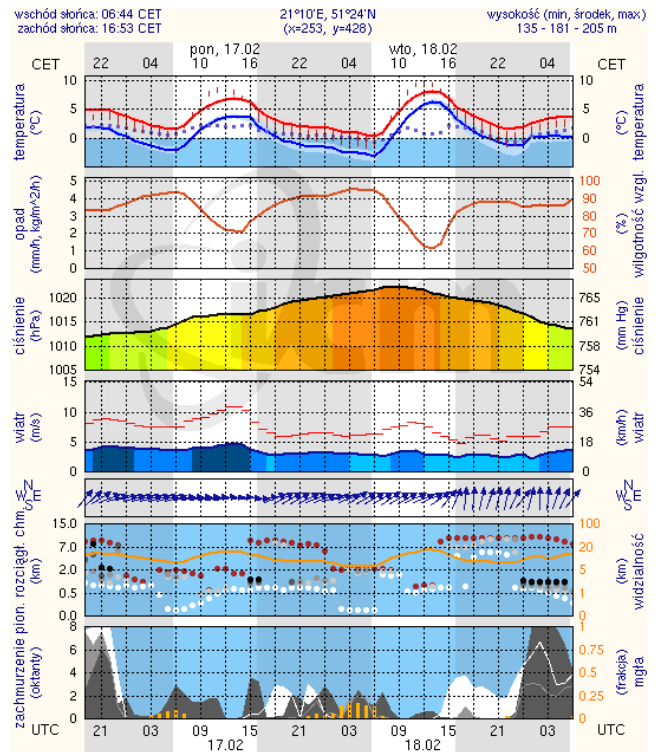 wschód słońca: 06:44 CET 21°10'E, 51°24'N wysokość (min, środek, max)
zachód słońca: 16:53 CET (x=253, y=428) 135 - 181 - 205 m
pon, 17.02 wto, 18.02
CET 22 04 10 16 22 04 10 16 22 04 CET
temperatura (°C)
10
5
0
10
5
0
temperatura (°C)
opad (mm/h, kg/m^2/h)
5
4
3
2
1
0
100
90
80
70
60
50
wilgotność wzgl. (%)
ciśnienie (hPa)
1020
1015
1010
1005
icm
765
761
758
754
ciśnienie (mm Hg)
wiatr (m/s)
15
10
5
0
54
36
18
0
wiatr (km/h)
N
W E
S
N
W E
S
pion. rozciągł. chm. (km)
15.0
7.0
2.0
0.5
0.0
100
20
5
1
0
widzialność (km)
zachmurzenie (oktanty)
8
6
4
2
0
1
0.75
0.5
0.25
0
mgła (frakcja)
UTC 21 03 09 15 21 03 09 15 21 03 UTC
17.02 18.02